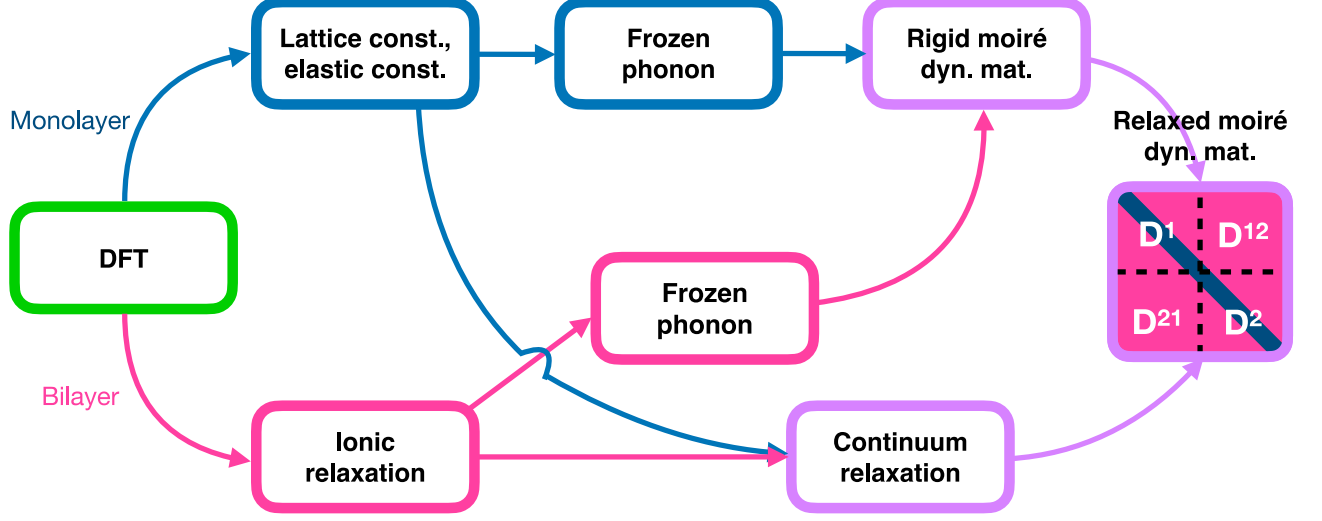 Lattice const.,
elastic const.
Frozen
phonon
Rigid moiré
dyn. mat.
Monolayer
Relaxed moiré
dyn. mat.
DFT
D1
D12
Frozen
phonon
D21
D2
Bilayer
Ionic
relaxation
Continuum
relaxation